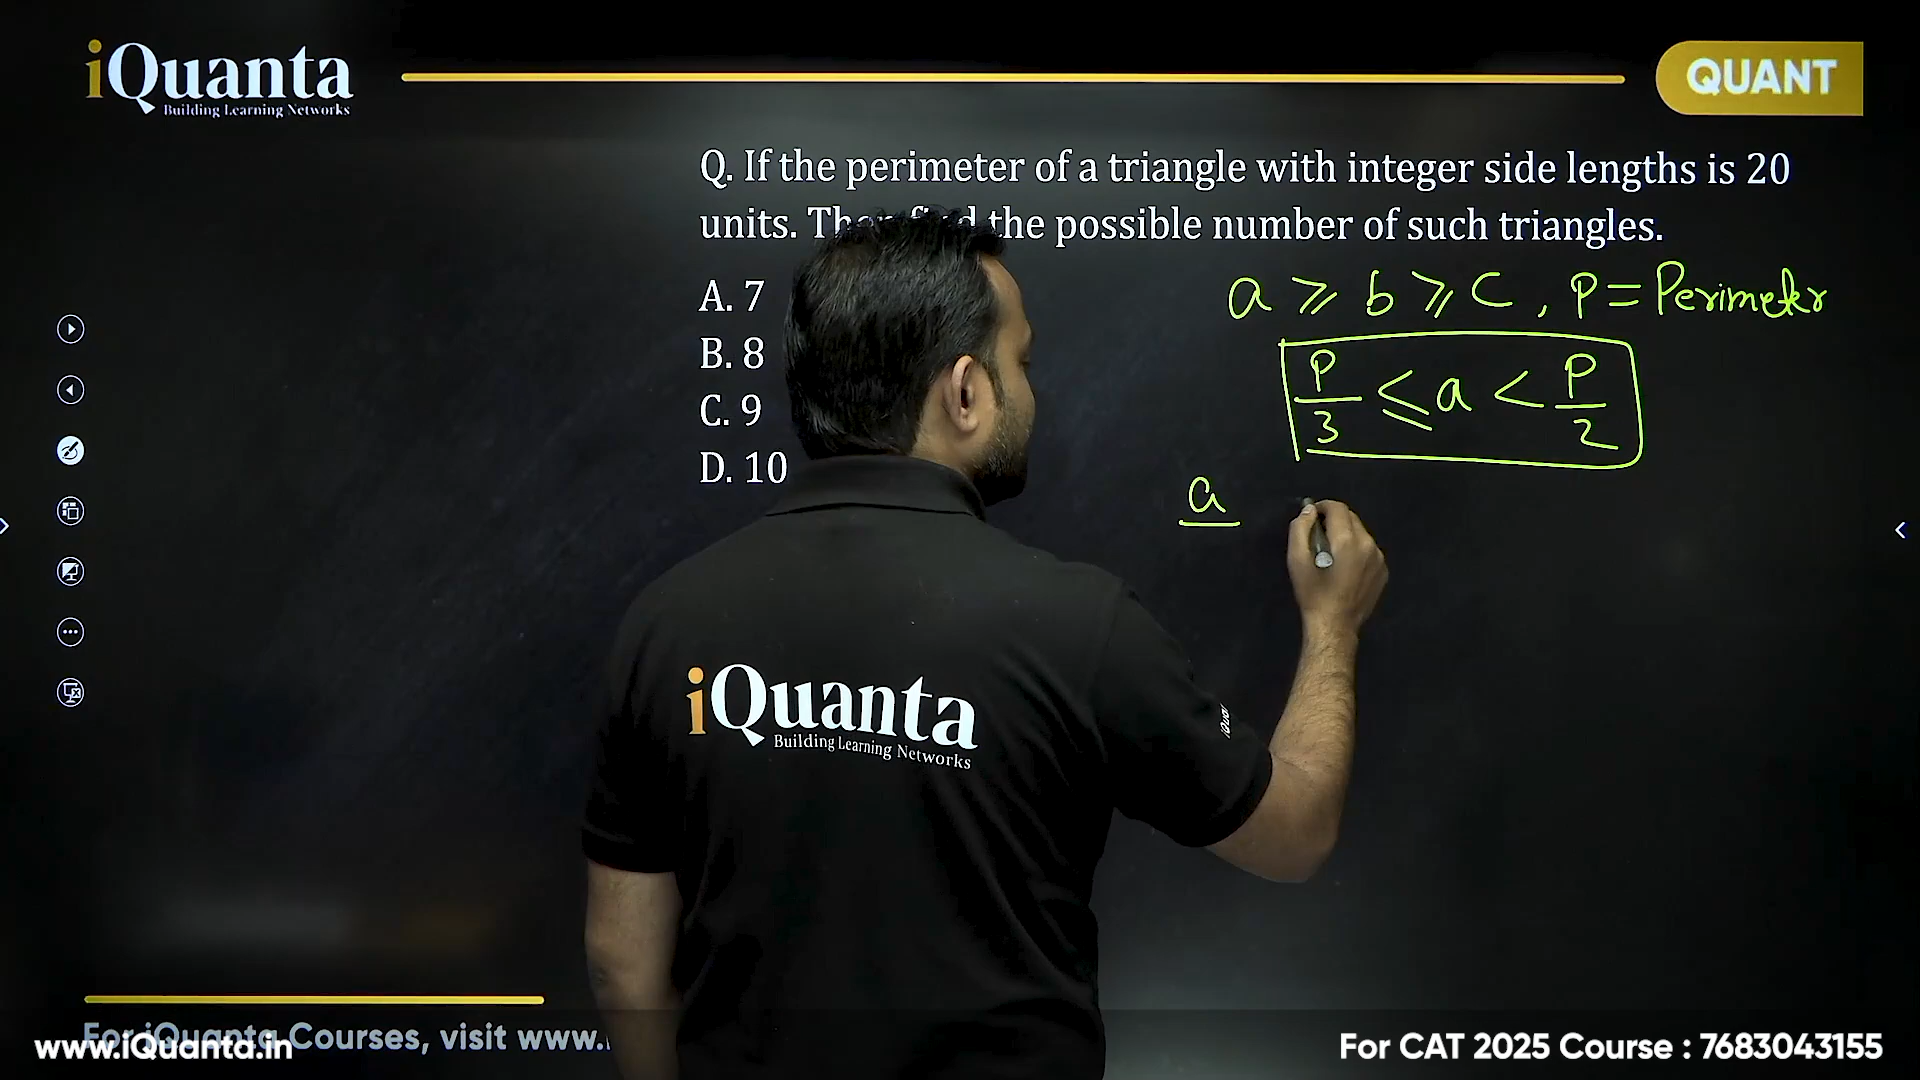 iQuanta
Building Learning Networks
QUANT
Q. If the perimeter of a triangle with integer side lengths is 20
units. the possible number of such triangles.
A. 7
B. 8
C. 9
D. 10
a ⩾ b ⩾ c , P = Perimeter
P/3 ⩽ a < P/2
a
iQuanta
Building Learning Networks
For iQuanta Courses, visit www.
www.iQuanta.in
For CAT 2025 Course : 7683043155